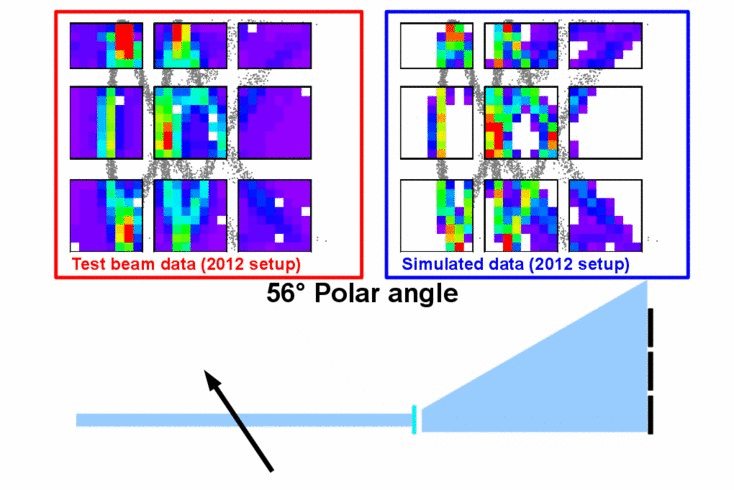 Test beam data (2012 setup)
Simulated data (2012 setup)
56° Polar angle